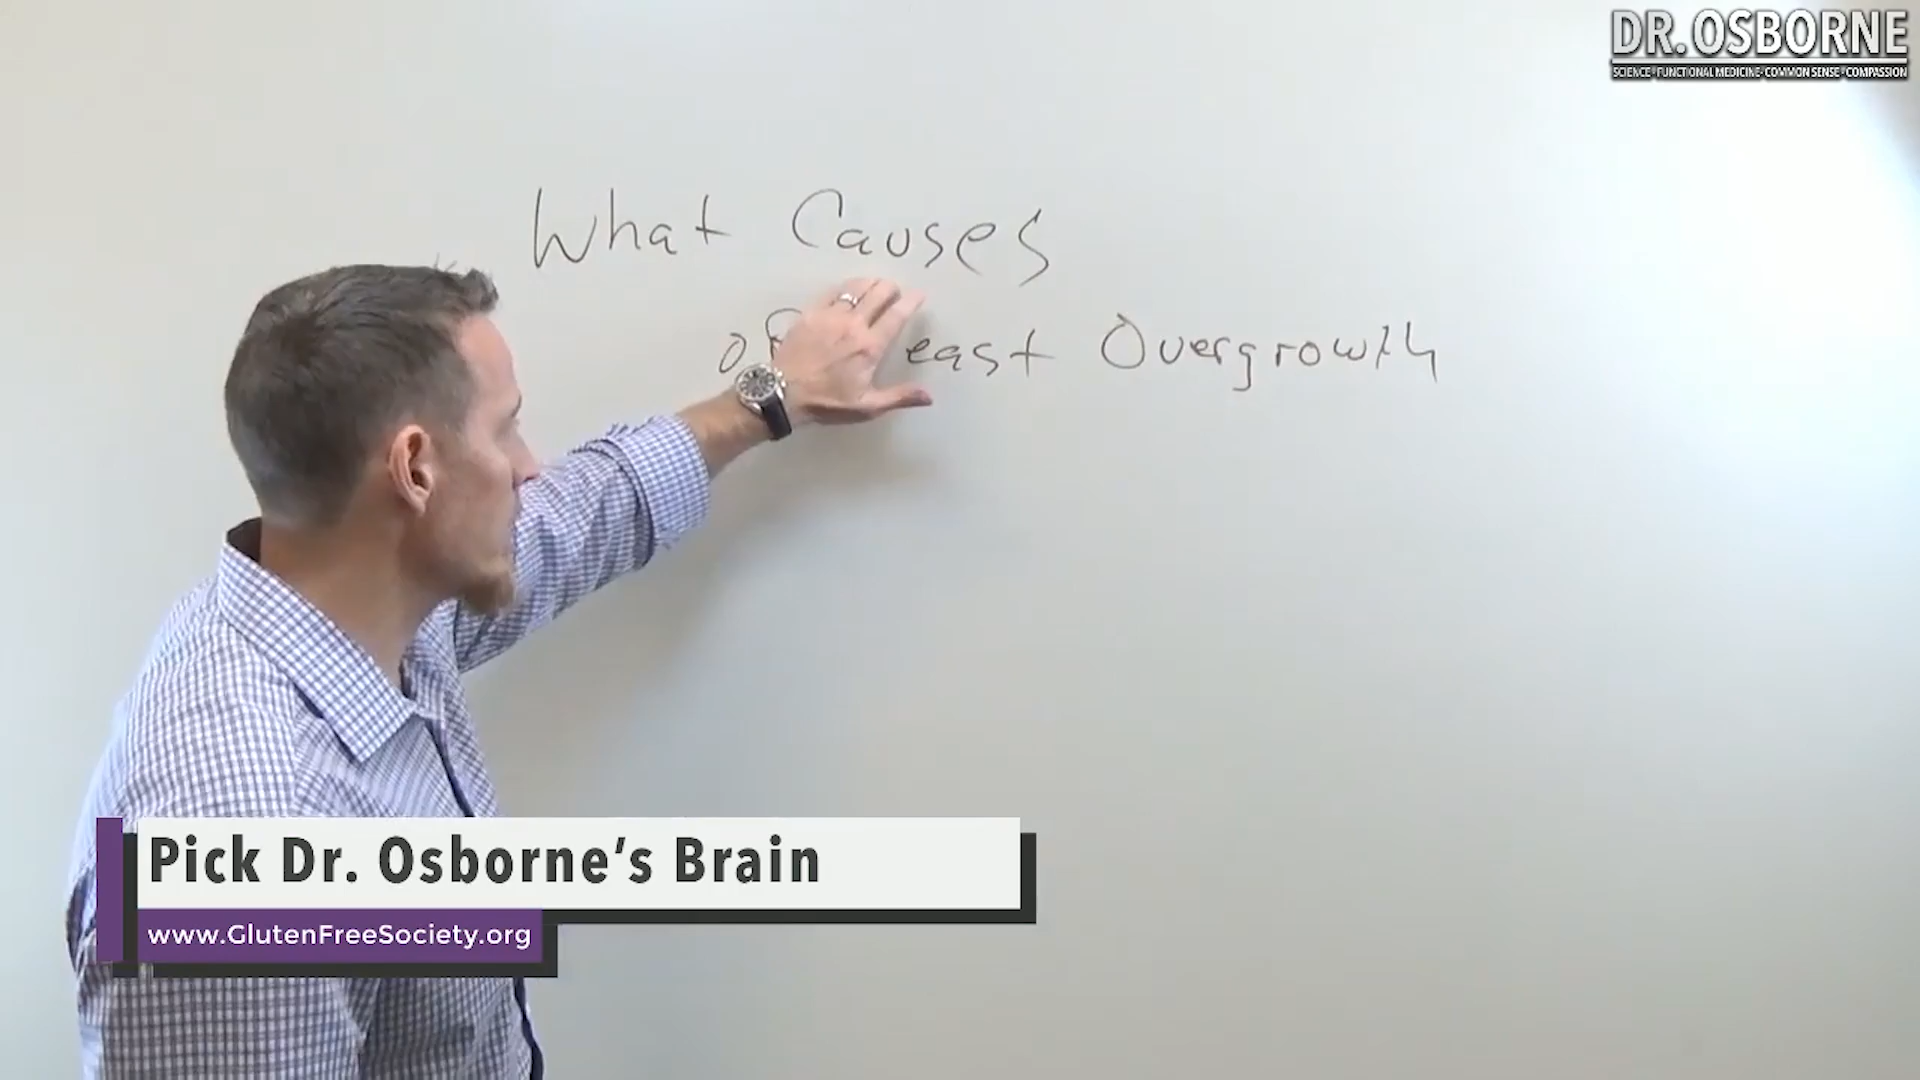 DR. OSBORNE
SCIENCE - FUNCTIONAL MEDICINE - COMMON SENSE - COMPASSION
What Causes
of east Overgrowth
Pick Dr. Osborne's Brain
www.GlutenFreeSociety.org